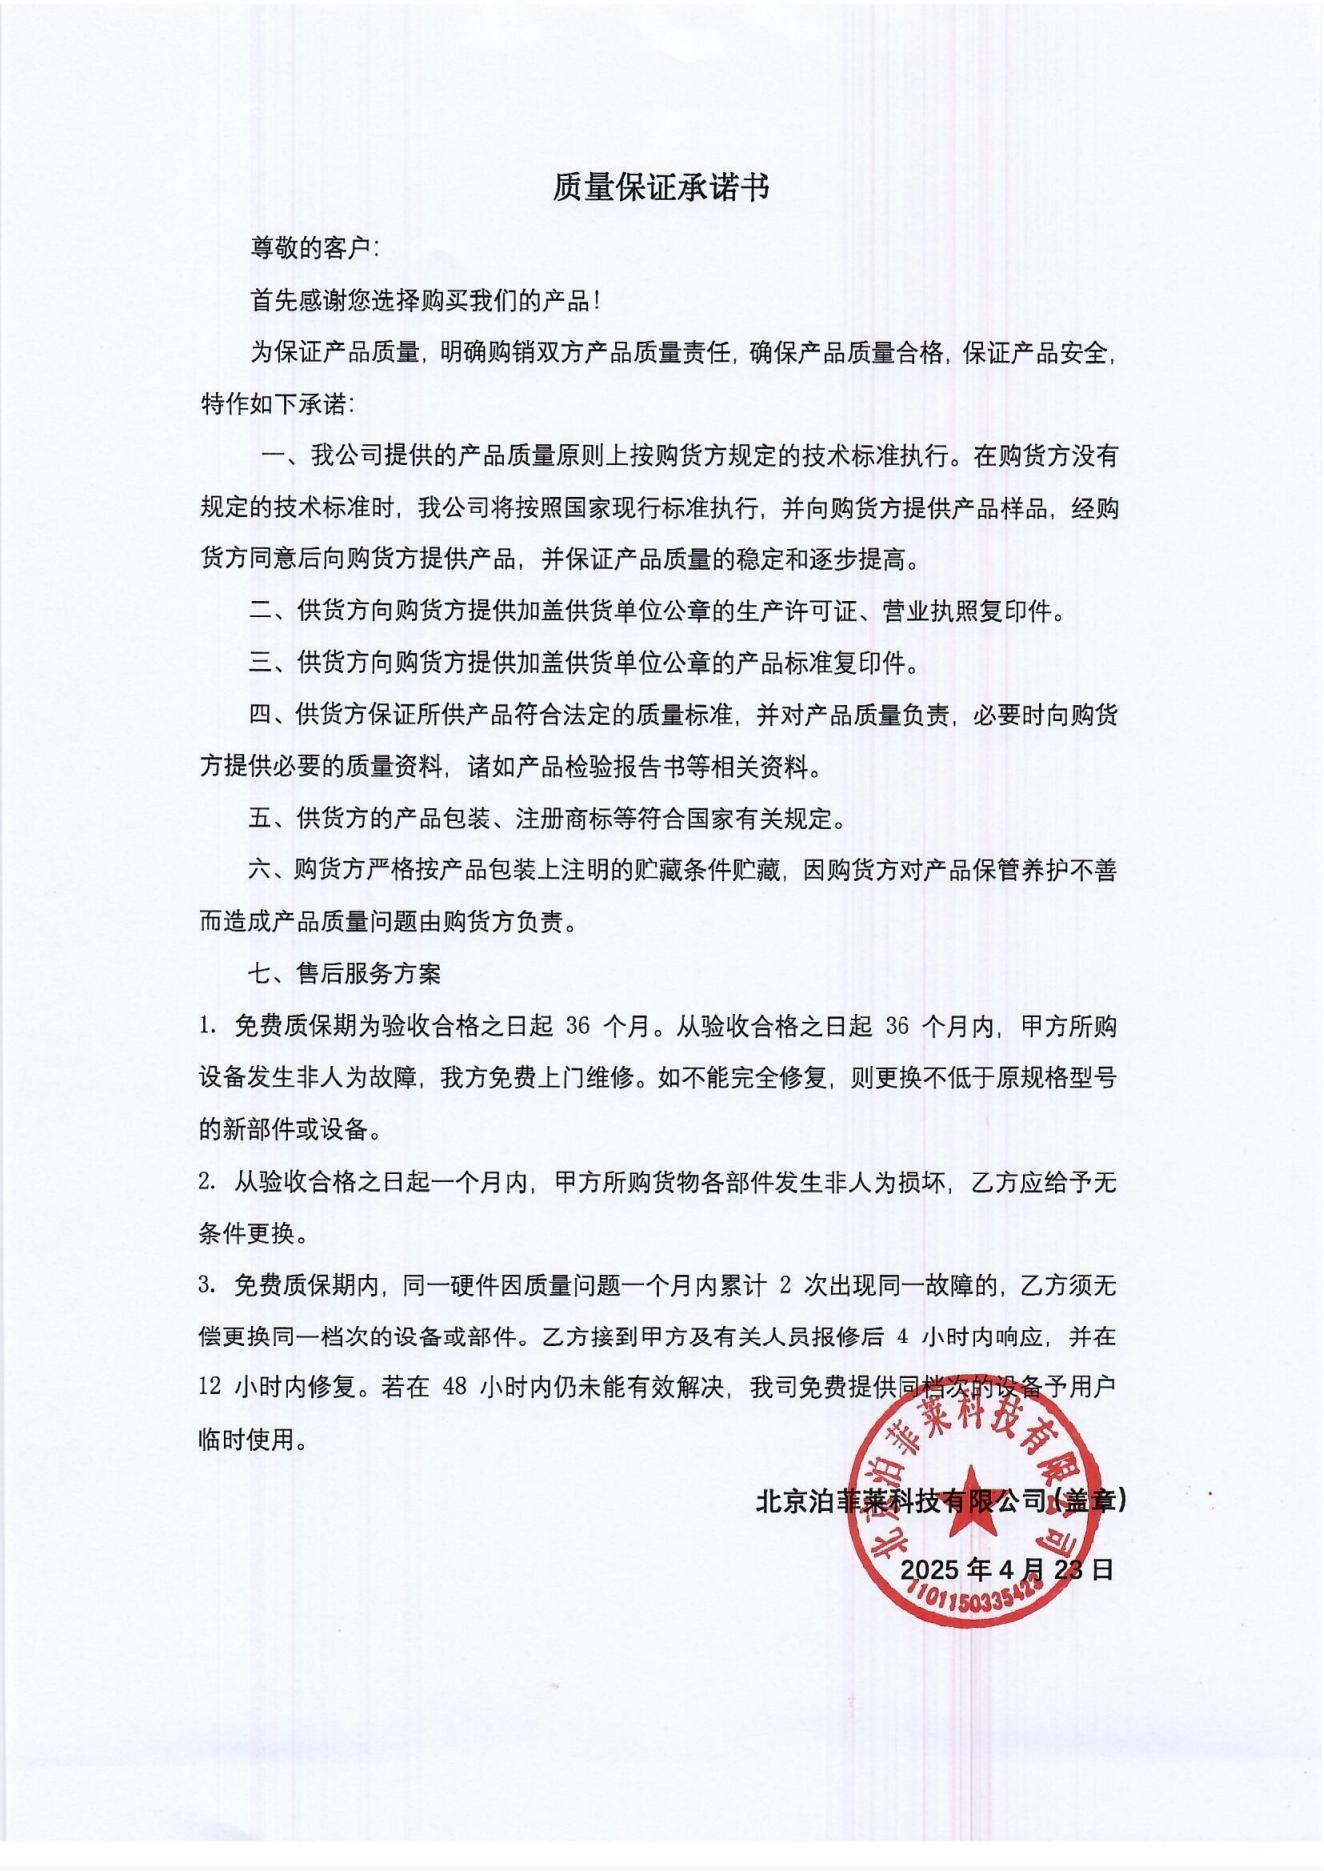 质量保证承诺书
尊敬的客户：
首先感谢您选择购买我们的产品！
为保证产品质量，明确购销双方产品质量责任，确保产品质量合格，保证产品安全，
特作如下承诺：
一、我公司提供的产品质量原则上按购货方规定的技术标准执行。在购货方没有
规定的技术标准时，我公司将按照国家现行标准执行，并向购货方提供产品样品，经购
货方同意后向购货方提供产品，并保证产品质量的稳定和逐步提高。
二、供货方向购货方提供加盖供货单位公章的生产许可证、营业执照复印件。
三、供货方向购货方提供加盖供货单位公章的产品标准复印件。
四、供货方保证所供产品符合法定的质量标准，并对产品质量负责，必要时向购货
方提供必要的质量资料，诸如产品检验报告书等相关资料。
五、供货方的产品包装、注册商标等符合国家有关规定。
六、购货方严格按产品包装上注明的贮藏条件贮藏，因购货方对产品保管养护不善
而造成产品质量问题由购货方负责。
七、售后服务方案
1. 免费质保期为验收合格之日起 36 个月。从验收合格之日起 36 个月内，甲方所购
设备发生非人为故障，我方免费上门维修。如不能完全修复，则更换不低于原规格型号
的新部件或设备。
2. 从验收合格之日起一个月内，甲方所购货物各部件发生非人为损坏，乙方应给予无
条件更换。
3. 免费质保期内，同一硬件因质量问题一个月内累计 2 次出现同一故障的，乙方须无
偿更换同一档次的设备或部件。乙方接到甲方及有关人员报修后 4 小时内响应，并在
12 小时内修复。若在 48 小时内仍未能有效解决，我司免费提供同档次的设备予用户
临时使用。
北京泊菲莱科技有限公司（盖章）
2025 年 4 月 23 日
北京泊菲莱科技有限公司
1101150335423